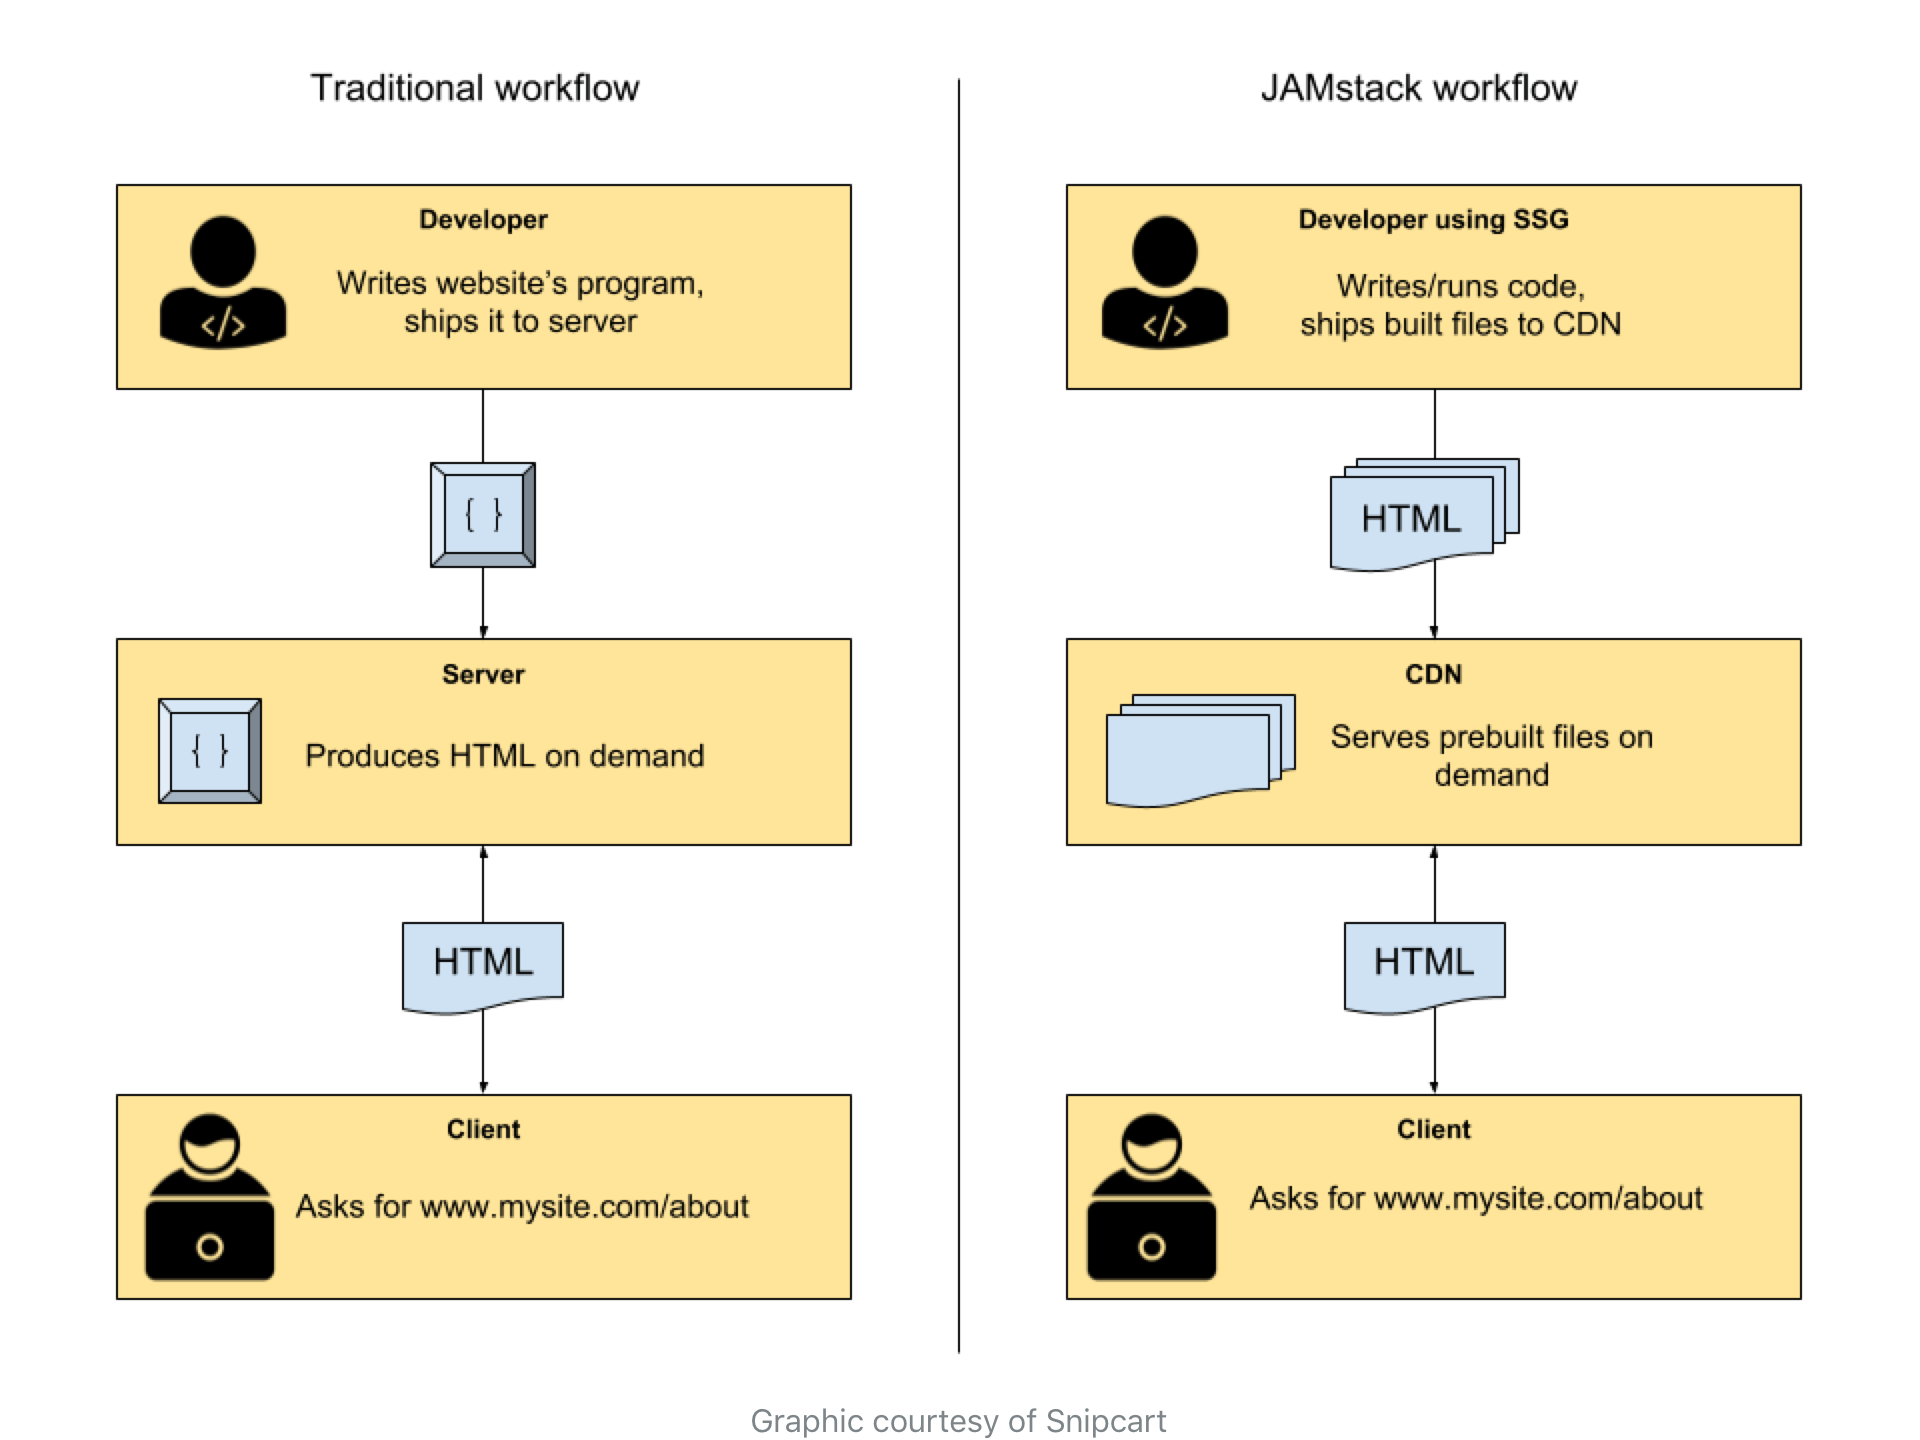 Traditional workflow
Developer
</>
Writes website’s program,
ships it to server
{ }
Server
{ }
Produces HTML on demand
HTML
Client
Asks for www.mysite.com/about
JAMstack workflow
Developer using SSG
</>
Writes/runs code,
ships built files to CDN
HTML
CDN
Serves prebuilt files on
demand
HTML
Client
Asks for www.mysite.com/about
Graphic courtesy of Snipcart